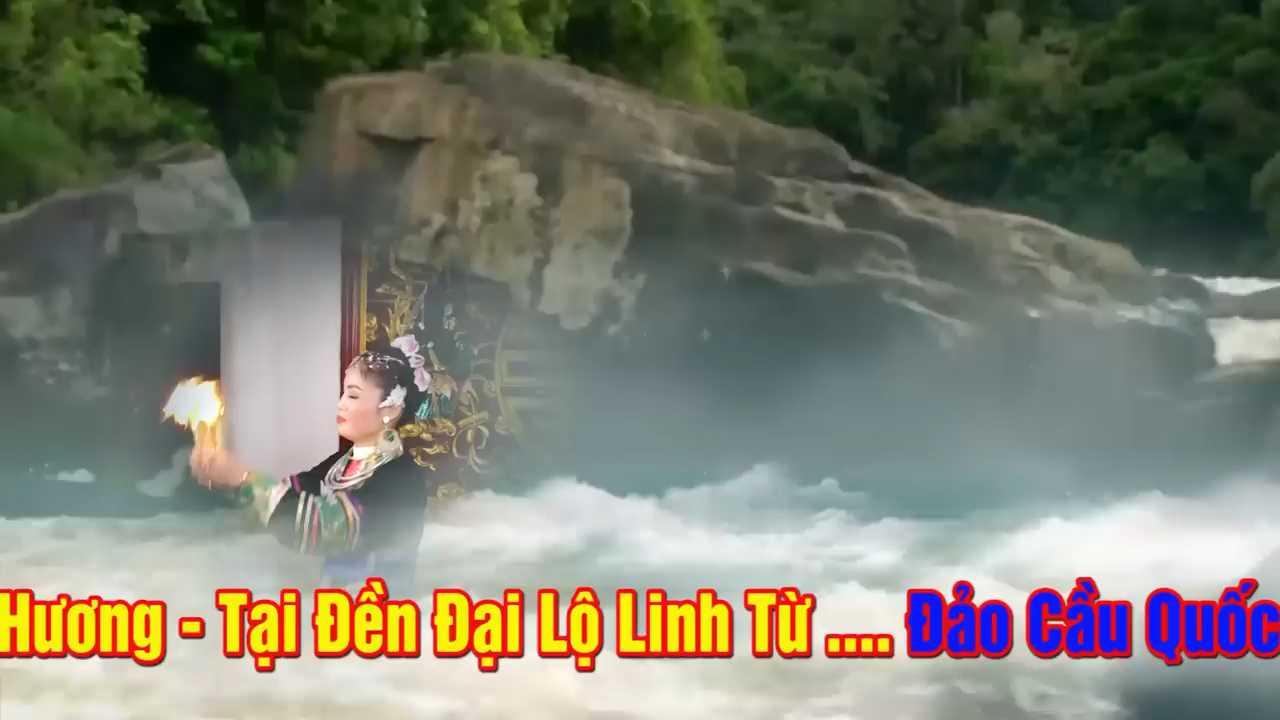 Hương - Tại Đền Đại Lộ Linh Từ .... Đảo Cầu Quốc